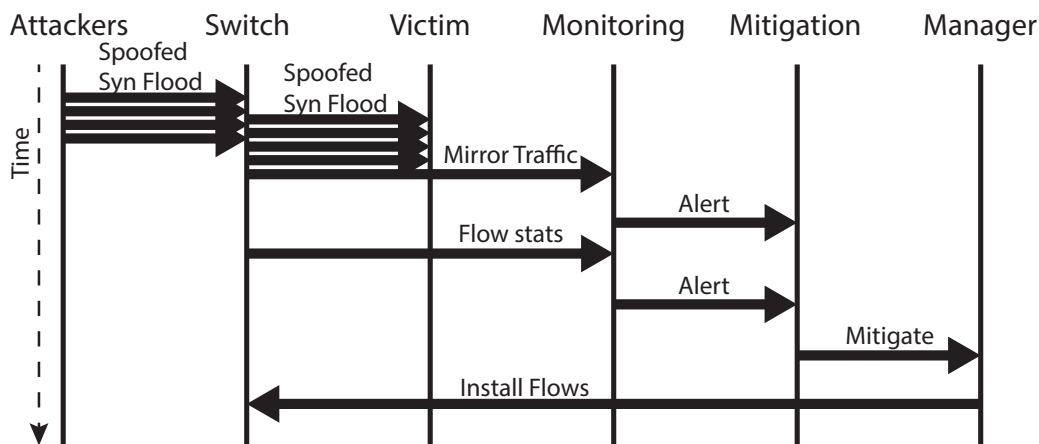 Attackers
Switch
Victim
Monitoring
Mitigation
Manager
Spoofed
Syn Flood
Spoofed
Syn Flood
Time
Mirror Traffic
Alert
Flow stats
Alert
Mitigate
Install Flows